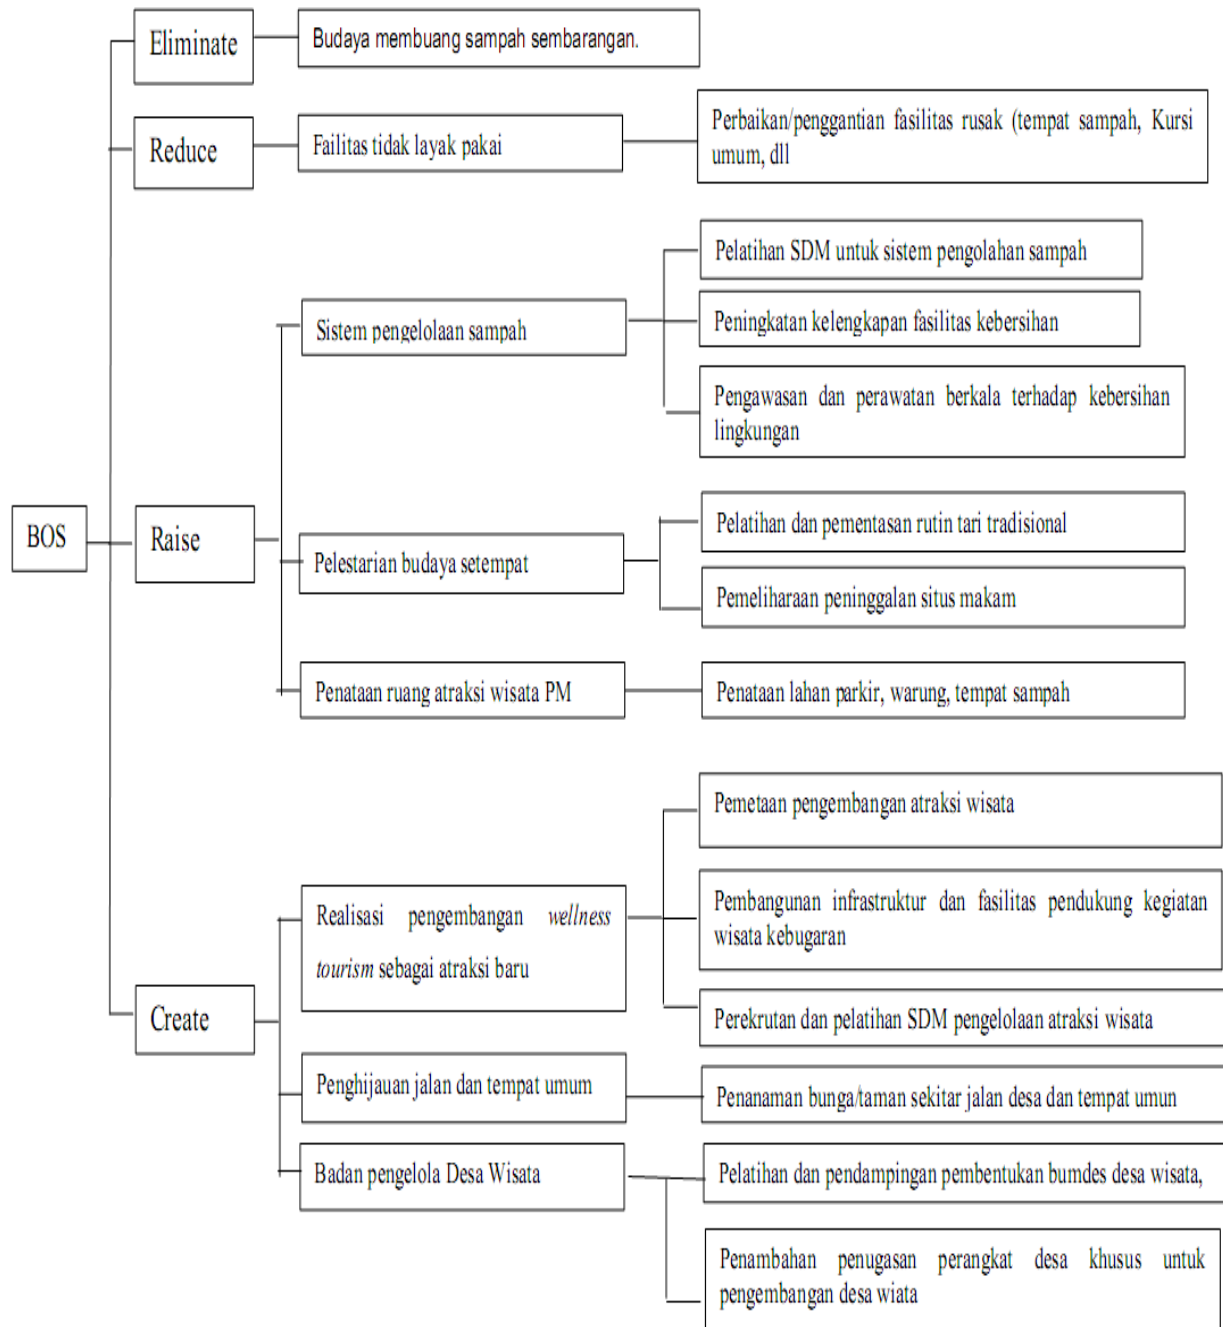 Eliminate
Budaya membuang sampah sembarangan.
Reduce
Failitas tidak layak pakai
Perbaikan/penggantian fasilitas rusak (tempat sampah, Kursi
umum, dll
BOS
Raise
Sistem pengelolaan sampah
Pelatihan SDM untuk sistem pengolahan sampah
Peningkatan kelengkapan fasilitas kebersihan
Pengawasan dan perawatan berkala terhadap kebersihan
lingkungan
Pelestarian budaya setempat
Pelatihan dan pementasan rutin tari tradisional
Pemeliharaan peninggalan situs makam
Penataan ruang atraksi wisata PM
Penataan lahan parkir, warung, tempat sampah
Create
Realisasi pengembangan wellness
tourism sebagai atraksi baru
Pemetaan pengembangan atraksi wisata
Pembangunan infrastruktur dan fasilitas pendukung kegiatan
wisata kebugaran
Perekrutan dan pelatihan SDM pengelolaan atraksi wisata
Penghijauan jalan dan tempat umum
Penanaman bunga/taman sekitar jalan desa dan tempat umun
Badan pengelola Desa Wisata
Pelatihan dan pendampingan pembentukan bumdes desa wisata,
Penambahan penugasan perangkat desa khusus untuk
pengembangan desa wiata